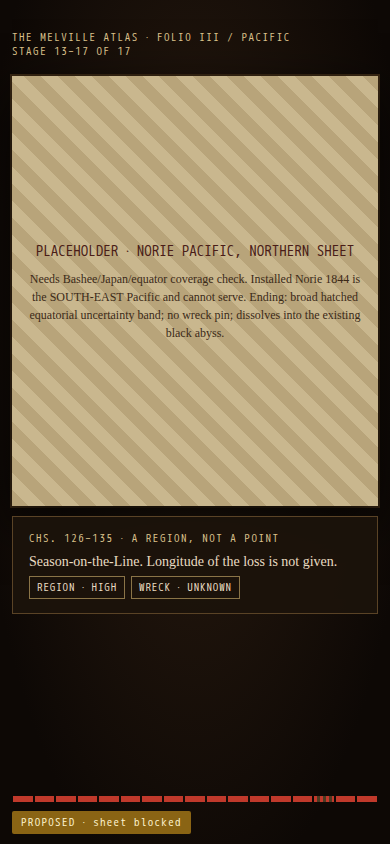 THE MELVILLE ATLAS · FOLIO III / PACIFIC
STAGE 13–17 OF 17
PLACEHOLDER · NORIE PACIFIC, NORTHERN SHEET
Needs Bashee/Japan/equator coverage check. Installed Norie 1844 is
the SOUTH-EAST Pacific and cannot serve. Ending: broad hatched
equatorial uncertainty band; no wreck pin; dissolves into the existing
black abyss.
CHS. 126–135 · A REGION, NOT A POINT
Season-on-the-Line. Longitude of the loss is not given.
REGION · HIGH
WRECK · UNKNOWN
PROPOSED · sheet blocked